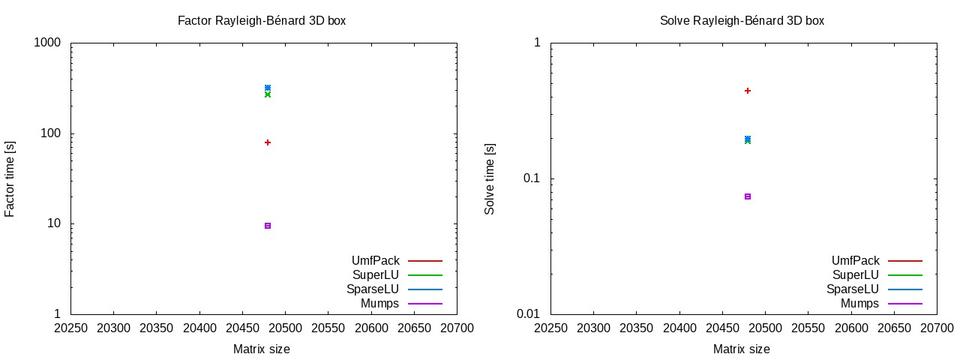 Factor Rayleigh-Bénard 3D box
1000
100
10
1
Factor time [s]
UmfPack
SuperLU
SparseLU
Mumps
20250 20300 20350 20400 20450 20500 20550 20600 20650 20700
Matrix size
Solve Rayleigh-Bénard 3D box
1
0.1
0.01
Solve time [s]
UmfPack
SuperLU
SparseLU
Mumps
20250 20300 20350 20400 20450 20500 20550 20600 20650 20700
Matrix size